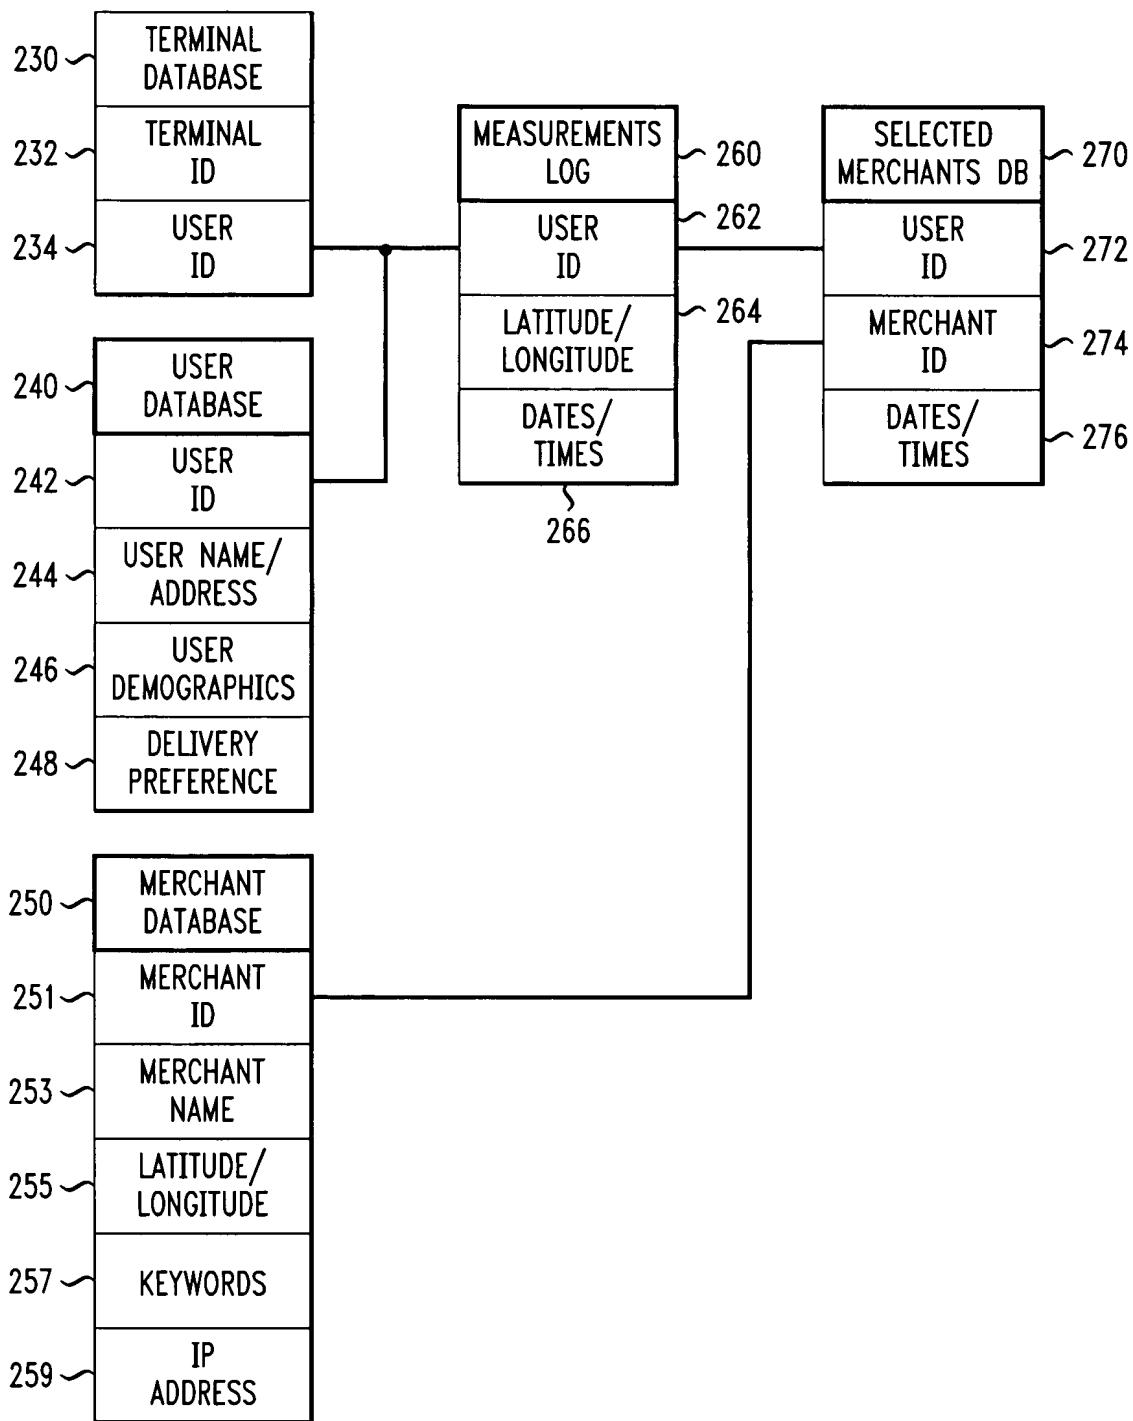 230
TERMINAL
DATABASE
232
TERMINAL
ID
234
USER
ID
240
USER
DATABASE
242
USER
ID
244
USER NAME/
ADDRESS
246
USER
DEMOGRAPHICS
248
DELIVERY
PREFERENCE
250
MERCHANT
DATABASE
251
MERCHANT
ID
253
MERCHANT
NAME
255
LATITUDE/
LONGITUDE
257
KEYWORDS
259
IP
ADDRESS
MEASUREMENTS
LOG
260
USER
ID
262
LATITUDE/
LONGITUDE
264
DATES/
TIMES
266
SELECTED
MERCHANTS DB
270
USER
ID
272
MERCHANT
ID
274
DATES/
TIMES
276